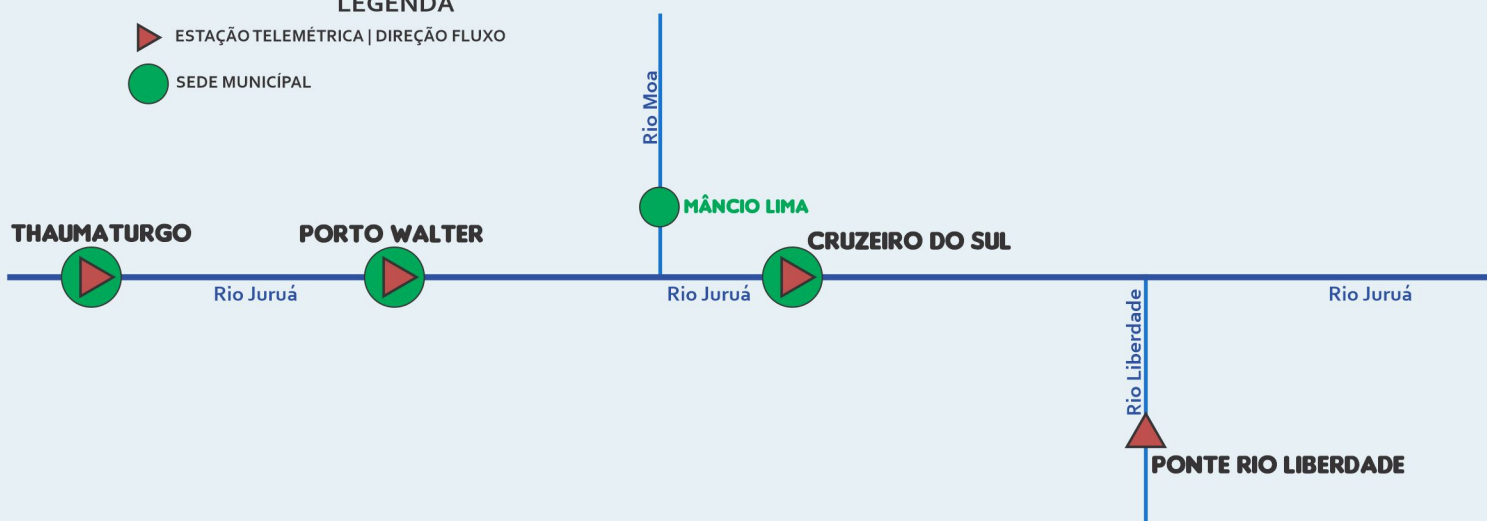 LEGENDA
ESTAÇÃO TELEMÉTRICA | DIREÇÃO FLUXO
SEDE MUNICÍPAL
Rio Moa
MÂNCIO LIMA
THAUMATURGO
PORTO WALTER
CRUZEIRO DO SUL
Rio Juruá
Rio Juruá
Rio Juruá
Rio Liberdade
PONTE RIO LIBERDADE